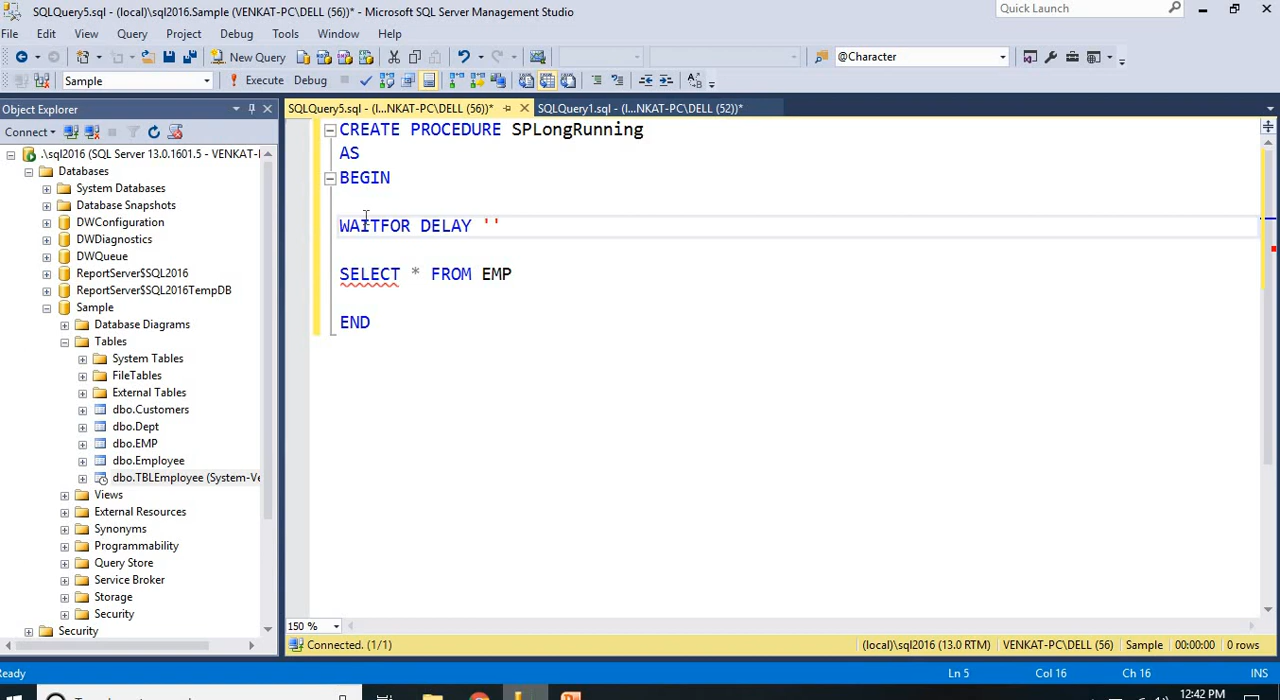 SQLQuery5.sql - (local)\sql2016.Sample (VENKAT-PC\DELL (56))* - Microsoft SQL Server Management Studio
Quick Launch
File Edit View Query Project Debug Tools Window Help
New Query
@Character
Sample
Execute Debug
Object Explorer
SQLQuery5.sql - (l...NKAT-PC\DELL (56))*
SQLQuery1.sql - (l...NKAT-PC\DELL (52))*
Connect
.\sql2016 (SQL Server 13.0.1601.5 - VENKAT-I
Databases
System Databases
Database Snapshots
DWConfiguration
DWDiagnostics
DWQueue
ReportServer$SQL2016
ReportServer$SQL2016TempDB
Sample
Database Diagrams
Tables
System Tables
FileTables
External Tables
dbo.Customers
dbo.Dept
dbo.EMP
dbo.Employee
dbo.TBLEmployee (System-Ve
Views
External Resources
Synonyms
Programmability
Query Store
Service Broker
Storage
Security
Security
CREATE PROCEDURE SPLongRunning
AS
BEGIN
WAITFOR DELAY ''
SELECT * FROM EMP
END
150 %
Connected. (1/1)
(local)\sql2016 (13.0 RTM)
VENKAT-PC\DELL (56)
Sample
00:00:00
0 rows
Ready
Ln 5
Col 16
Ch 16
INS
12:42 PM